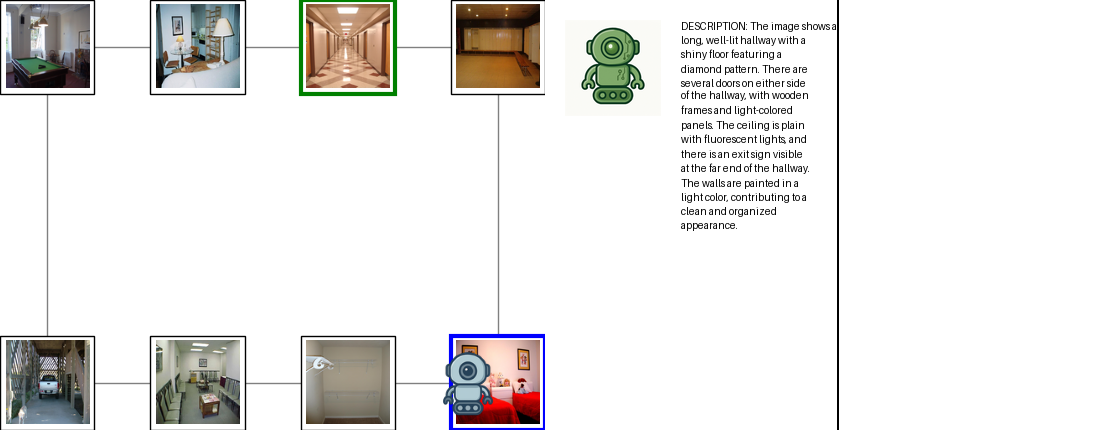 DESCRIPTION: The image shows a
long, well-lit hallway with a
shiny floor featuring a
diamond pattern. There are
several doors on either side
of the hallway, with wooden
frames and light-colored
panels. The ceiling is plain
with fluorescent lights, and
there is an exit sign visible
at the far end of the hallway.
The walls are painted in a
light color, contributing to a
clean and organized
appearance.